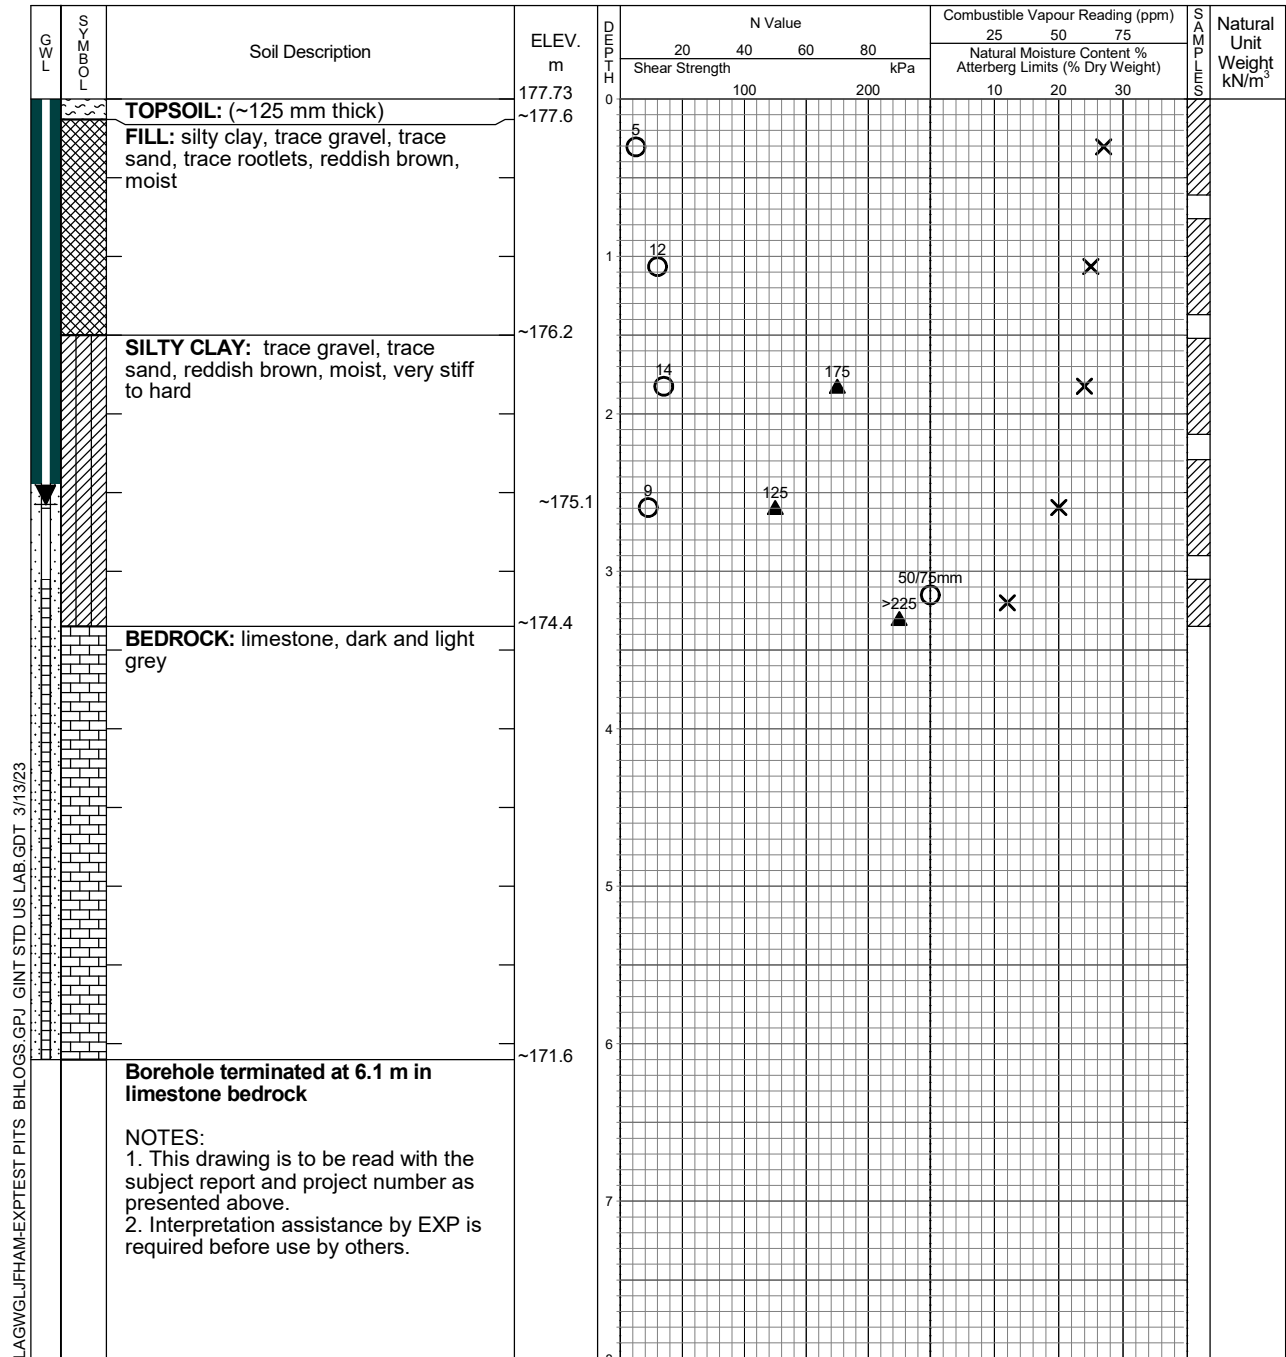 GWL
SYMBOL
Soil Description
ELEV.
m
DEPTH
N Value
20 40 60 80
Shear Strength kPa
100 200
Combustible Vapour Reading (ppm)
25 50 75
Natural Moisture Content %
Atterberg Limits (% Dry Weight)
10 20 30
SAMPLES
Natural
Unit
Weight
kN/m³
177.73
0
TOPSOIL: (~125 mm thick)
~177.6
FILL: silty clay, trace gravel, trace
sand, trace rootlets, reddish brown,
moist
5
12
1
~176.2
SILTY CLAY: trace gravel, trace
sand, reddish brown, moist, very stiff
to hard
14 175
2
9 125
~175.1
3
50/75mm
>225
~174.4
BEDROCK: limestone, dark and light
grey
4
5
6
~171.6
Borehole terminated at 6.1 m in
limestone bedrock
NOTES:
1. This drawing is to be read with the
subject report and project number as
presented above.
2. Interpretation assistance by EXP is
required before use by others.
7
LAGWGLJFHAM-EXPTEST PITS BHLOGS.GPJ GINT STD US LAB.GDT 3/13/23